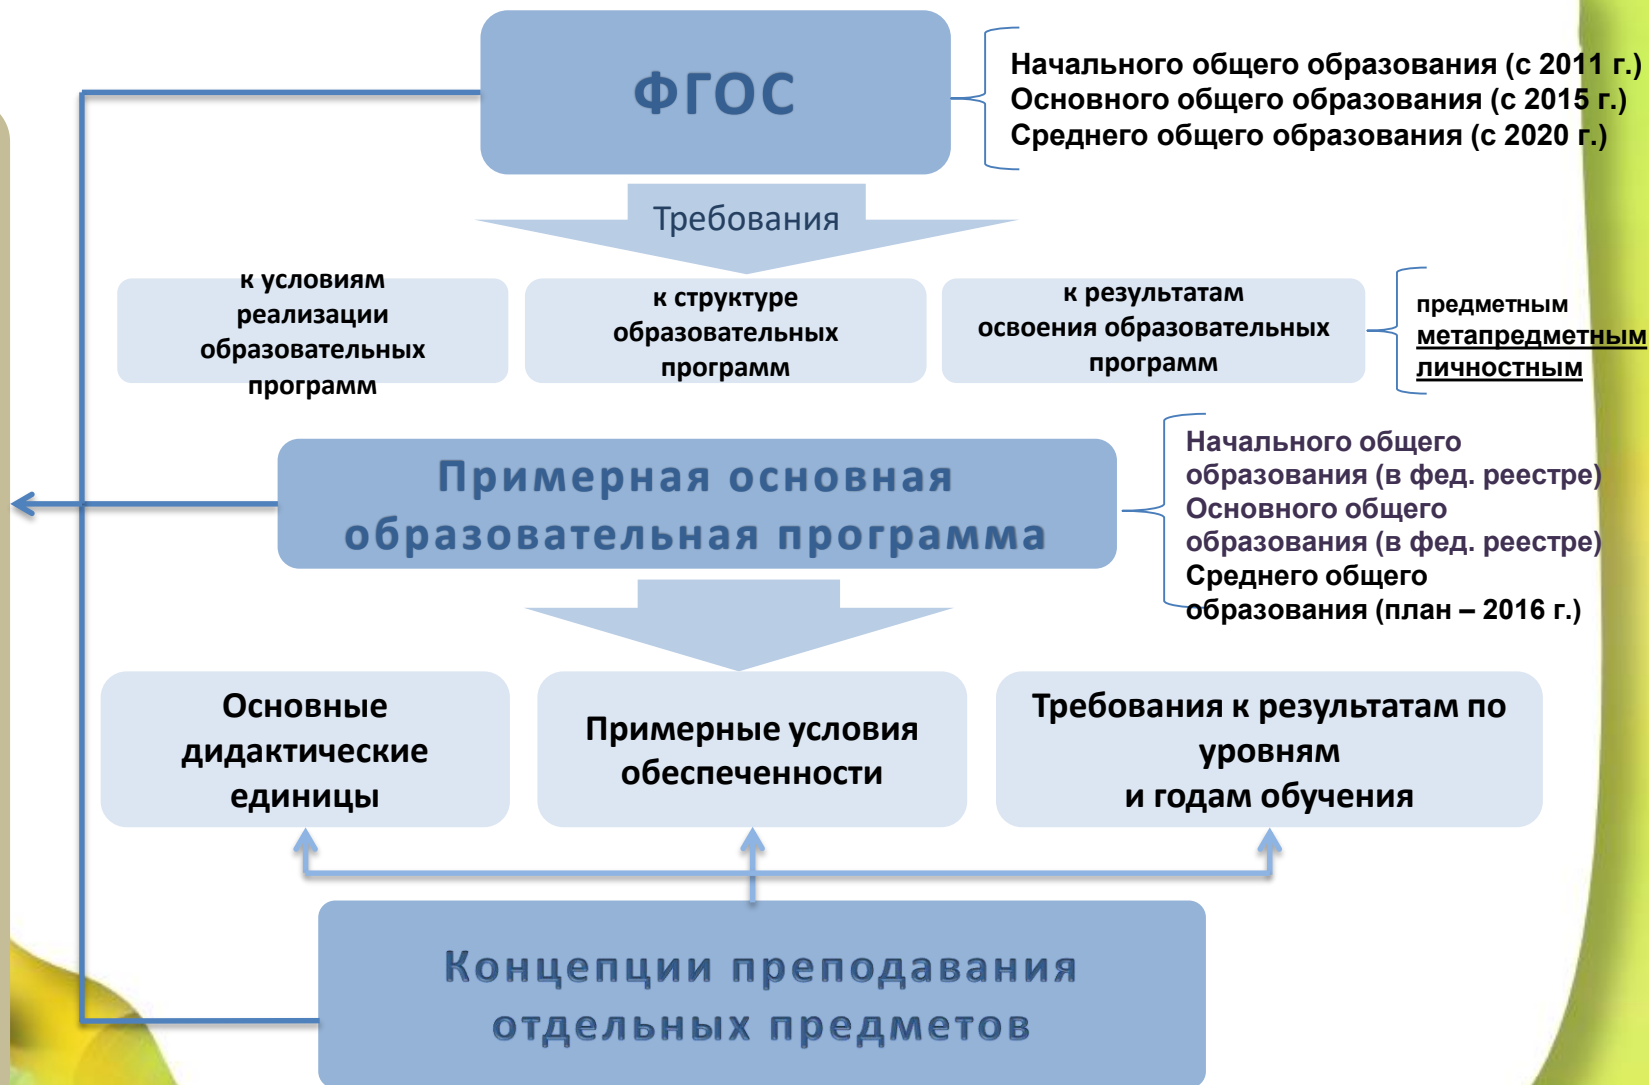 ФГОС
Начального общего образования (с 2011 г.)
Основного общего образования (с 2015 г.)
Среднего общего образования (с 2020 г.)
Требования
к условиям
реализации
образовательных
программ
к структуре
образовательных
программ
к результатам
освоения образовательных
программ
предметным
метапредметным
личностным
Примерная основная
образовательная программа
Начального общего
образования (в фед. реестре)
Основного общего
образования (в фед. реестре)
Среднего общего
образования (план – 2016 г.)
Основные
дидактические
единицы
Примерные условия
обеспеченности
Требования к результатам по
уровням
и годам обучения
Концепции преподавания
отдельных предметов